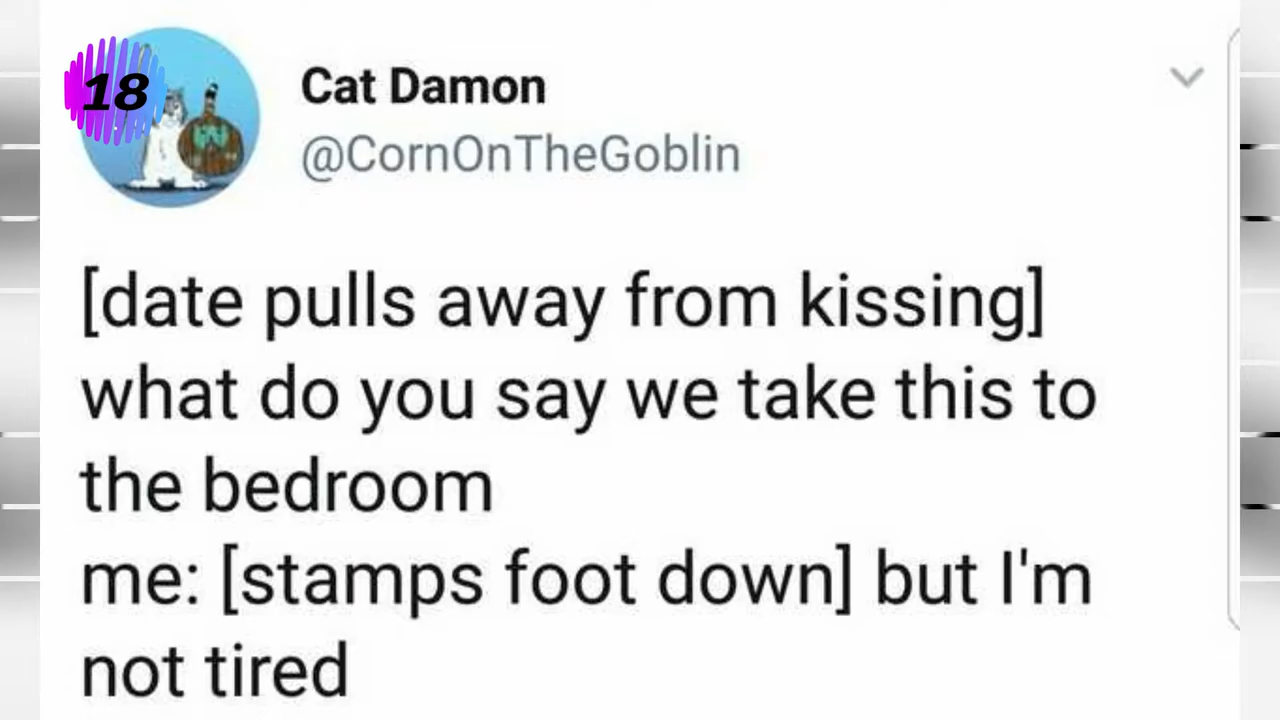 18
Cat Damon
@CornOnTheGoblin
[date pulls away from kissing]
what do you say we take this to
the bedroom
me: [stamps foot down] but I'm
not tired